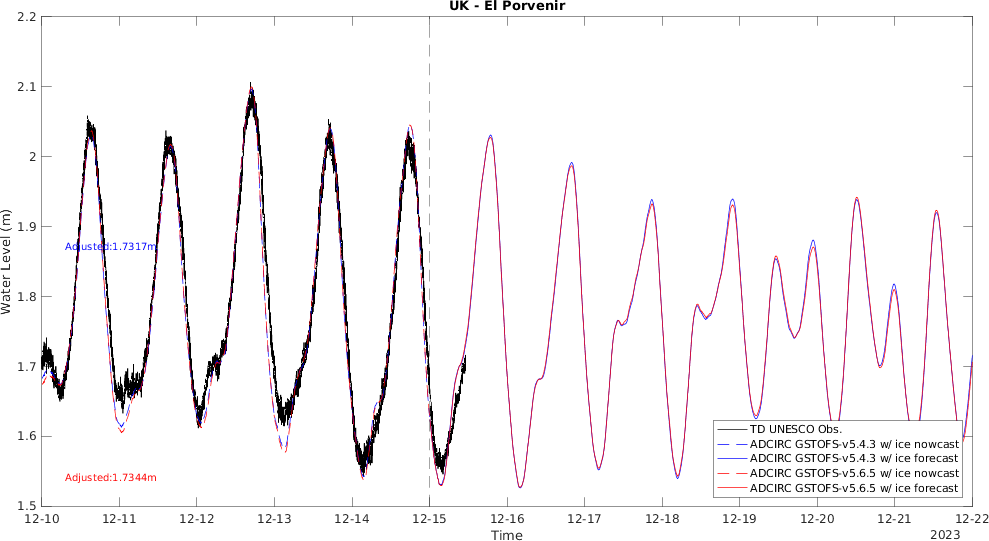 UK - El Porvenir
2.2
2.1
2
1.9
1.8
1.7
1.6
1.5
Water Level (m)
Adjusted:1.7317m
Adjusted:1.7344m
TD UNESCO Obs.
ADCIRC GSTOFS-v5.4.3 w/ ice nowcast
ADCIRC GSTOFS-v5.4.3 w/ ice forecast
ADCIRC GSTOFS-v5.6.5 w/ ice nowcast
ADCIRC GSTOFS-v5.6.5 w/ ice forecast
12-10 12-11 12-12 12-13 12-14 12-15 12-16 12-17 12-18 12-19 12-20 12-21 12-22
Time
2023